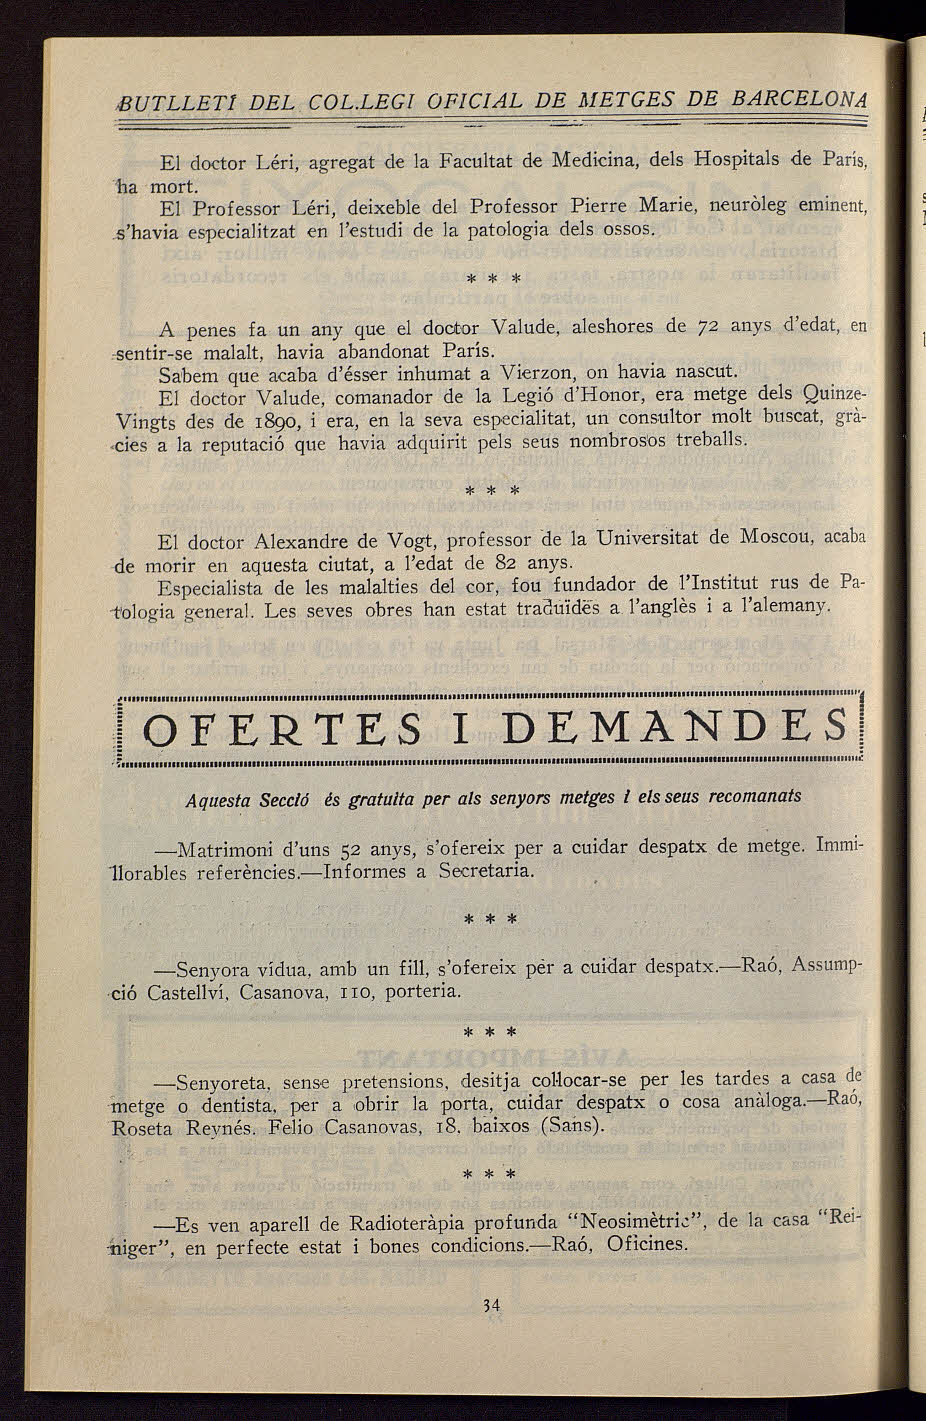 BUTLLETÍ DEL COL.LEGI OFICIAL DE METGES DE BARCELONA
El doctor Léri, agregat de la Facultat de Medicina, dels Hospitals de París,
ha mort.
El Professor Léri, deixeble del Professor Pierre Marie, neuròleg eminent,
s'havia especialitzat en l'estudi de la patologia dels ossos.
* * *
A penes fa un any que el doctor Valude, aleshores de 72 anys d'edat, en
sentir-se malalt, havia abandonat París.
Sabem que acaba d'ésser inhumat a Vierzon, on havia nascut.
El doctor Valude, comanador de la Legió d'Honor, era metge dels Quinze-
Vingts des de 1890, i era, en la seva especialitat, un consultor molt buscat, grà-
cies a la reputació que havia adquirit pels seus nombrosos treballs.
* * *
El doctor Alexandre de Vogt, professor de la Universitat de Moscou, acaba
de morir en aquesta ciutat, a l'edat de 82 anys.
Especialista de les malalties del cor, fou fundador de l'Institut rus de Pa-
tologia general. Les seves obres han estat traduïdes a l'anglès i a l'alemany.
OFERTES I DEMANDES
Aquesta Secció és gratuita per als senyors metges i els seus recomanats
—Matrimoni d'uns 52 anys, s'ofereix per a cuidar despatx de metge. Immi-
llorables referències.—Informes a Secretaria.
* * *
—Senyora vídua, amb un fill, s'ofereix per a cuidar despatx.—Raó, Assump-
ció Castellví, Casanova, 110, porteria.
* * *
—Senyoreta, sense pretensions, desitja col·locar-se per les tardes a casa de
metge o dentista, per a obrir la porta, cuidar despatx o cosa anàloga.—Raó,
Roseta Reynés. Felio Casanovas, 18. baixos (Sans).
* * *
—Es ven aparell de Radioteràpia profunda "Neosimètric", de la casa "Rei-
niger", en perfecte estat i bones condicions.—Raó, Oficines.
34